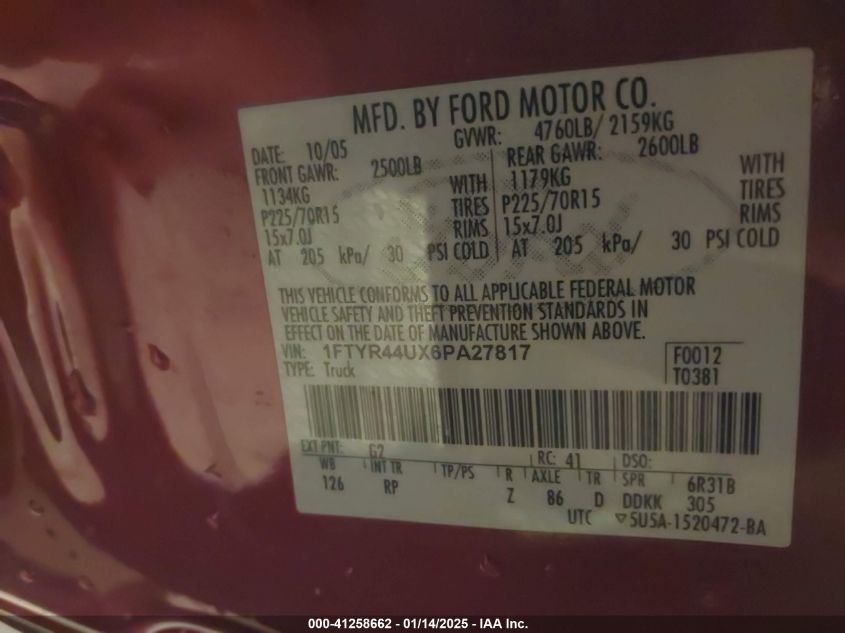 MFD. BY FORD MOTOR CO.
DATE: 10/05 GVWR: 4760LB/ 2159KG
FRONT GAWR: 2500LB REAR GAWR: 2600LB
1134KG WITH 1179KG WITH
P225/70R15 TIRES P225/70R15 TIRES
15x7.0J RIMS 15x7.0J RIMS
AT 205 kPa/ 30 PSI COLD AT 205 kPa/ 30 PSI COLD
THIS VEHICLE CONFORMS TO ALL APPLICABLE FEDERAL MOTOR
VEHICLE SAFETY AND THEFT PREVENTION STANDARDS IN
EFFECT ON THE DATE OF MANUFACTURE SHOWN ABOVE.
VIN: 1FTYR44UX6PA27817 F0012
TYPE: Truck T0381
EXT PNT: G2 RC: 41 DSO:
WB INT TR TP/PS R AXLE TR SPR 6R31B
126 RP Z 86 D DDKK 305
UTC ▽5U5A-1520472-BA
000-41258662 - 01/14/2025 - IAA Inc.